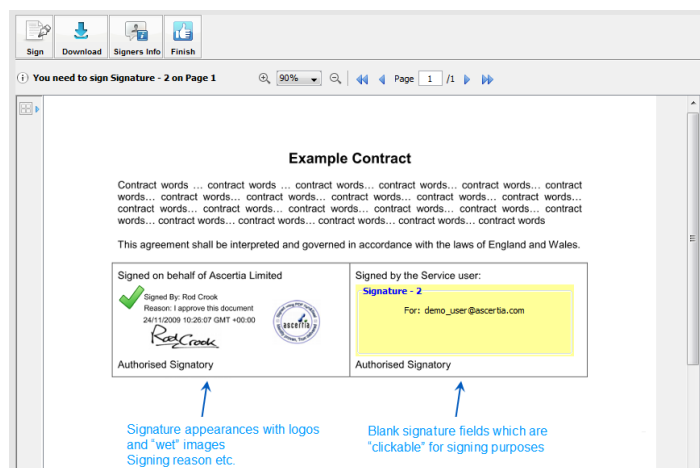 Sign Download Signers Info Finish
You need to sign Signature - 2 on Page 1 90% Page 1 /1
Example Contract
Contract words … contract words … contract words… contract words… contract words… contract
words… contract words… contract words… contract words… contract words… contract words…
contract words… contract words… contract words… contract words… contract words… contract
words… contract words… contract words… contract words… contract words… contract words
This agreement shall be interpreted and governed in accordance with the laws of England and Wales.
Signed on behalf of Ascertia Limited
Signed By: Rod Crook
Reason: I approve this document
24/11/2009 10:26:07 GMT +00:00
Rod Crook
ascertia
Authorised Signatory
Signed by the Service user:
Signature - 2
For: demo_user@ascertia.com
Authorised Signatory
Signature appearances with logos
and "wet" images
Signing reason etc.
Blank signature fields which are
"clickable" for signing purposes